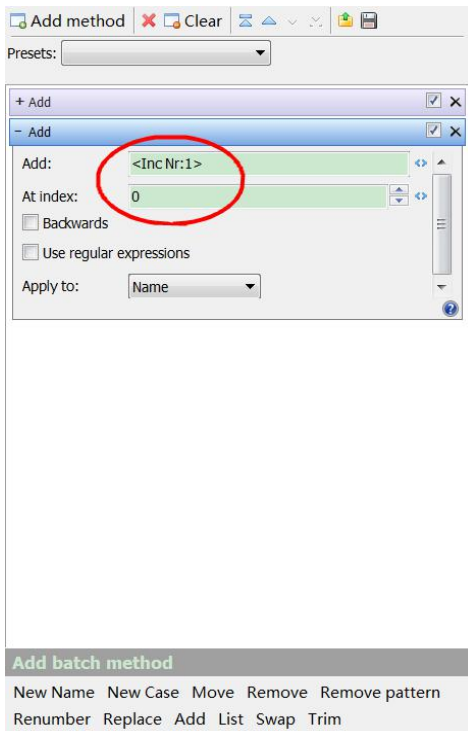 Add method Clear
Presets:
+ Add
- Add
Add: <Inc Nr:1>
At index: 0
Backwards
Use regular expressions
Apply to: Name
Add batch method
New Name New Case Move Remove Remove pattern
Renumber Replace Add List Swap Trim